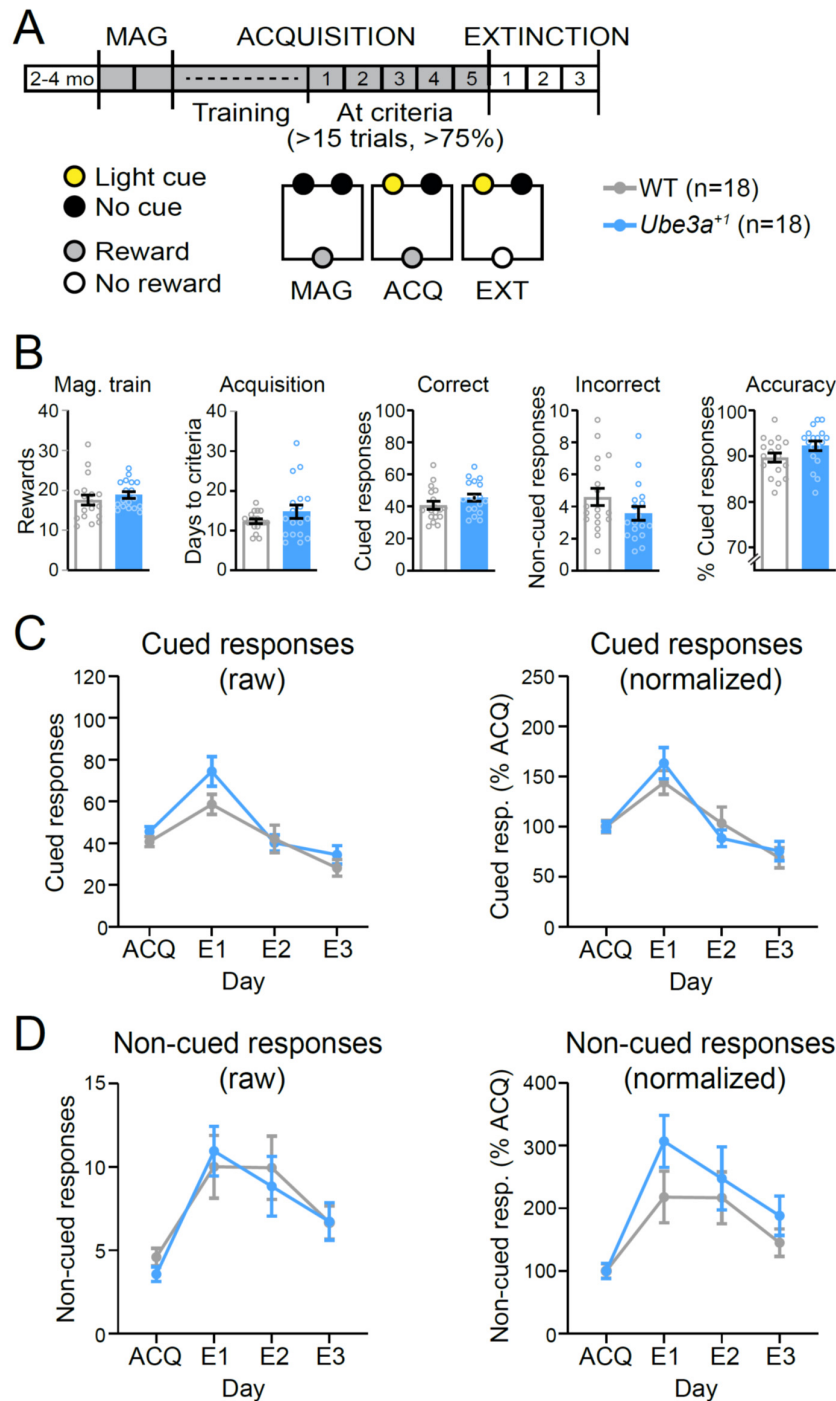 A
MAG ACQUISITION EXTINCTION
2-4 mo 1 2 3 4 5 1 2 3
Training At criteria
(>15 trials, >75%)
Light cue
No cue
Reward
No reward
MAG ACQ EXT
WT (n=18)
Ube3a+1 (n=18)
B
Mag. train
Rewards
40
30
20
10
0
Acquisition
Days to criteria
40
30
20
10
0
Correct
Cued responses
100
80
60
40
20
0
Incorrect
Non-cued responses
10
8
6
4
2
0
Accuracy
% Cued responses
100
90
80
70
C
Cued responses
(raw)
Cued responses
120
100
80
60
40
20
0
ACQ E1 E2 E3
Day
Cued responses
(normalized)
Cued resp. (% ACQ)
250
200
150
100
50
0
ACQ E1 E2 E3
Day
D
Non-cued responses
(raw)
Non-cued responses
15
10
5
0
ACQ E1 E2 E3
Day
Non-cued responses
(normalized)
Non-cued resp. (% ACQ)
400
300
200
100
0
ACQ E1 E2 E3
Day